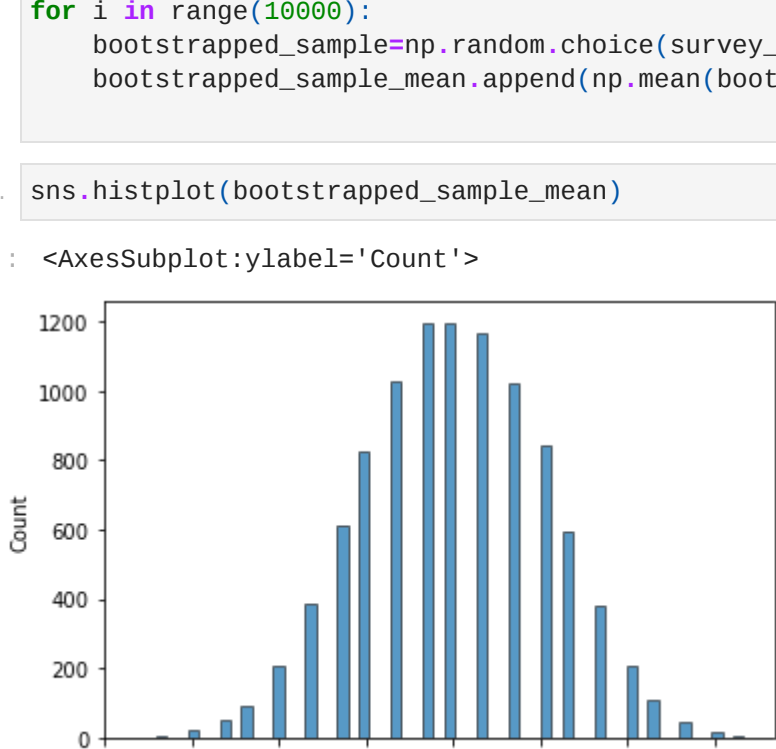 for i in range(10000):
bootstrapped_sample=np.random.choice(survey_
bootstrapped_sample_mean.append(np.mean(boot
sns.histplot(bootstrapped_sample_mean)
: <AxesSubplot:ylabel='Count'>
1200
1000
800
600
400
200
0
Count